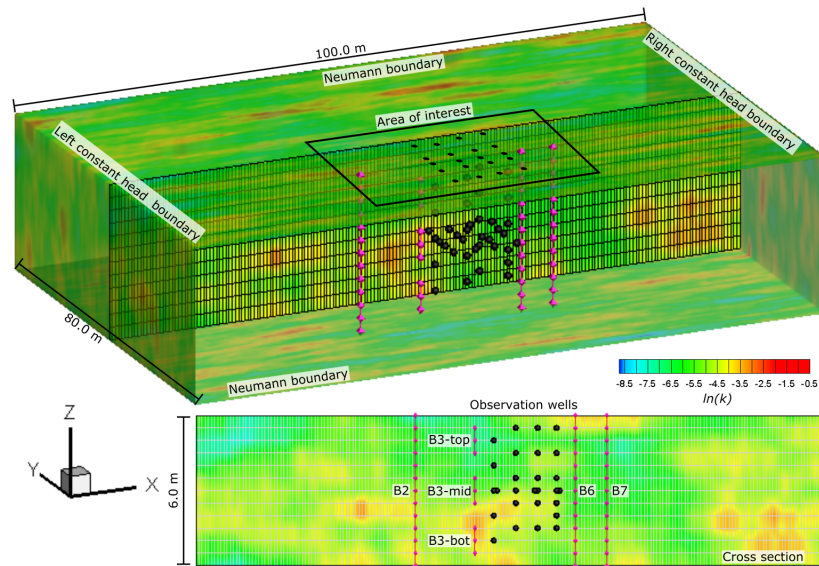 100.0 m
Neumann boundary
Right constant head boundary
Area of interest
Left constant head boundary
80.0 m
Neumann boundary
-8.5 -7.5 -6.5 -5.5 -4.5 -3.5 -2.5 -1.5 -0.5
ln(k)
Observation wells
Z
Y
X
6.0 m
B3-top
B2
B3-mid
B6
B7
B3-bot
Cross section